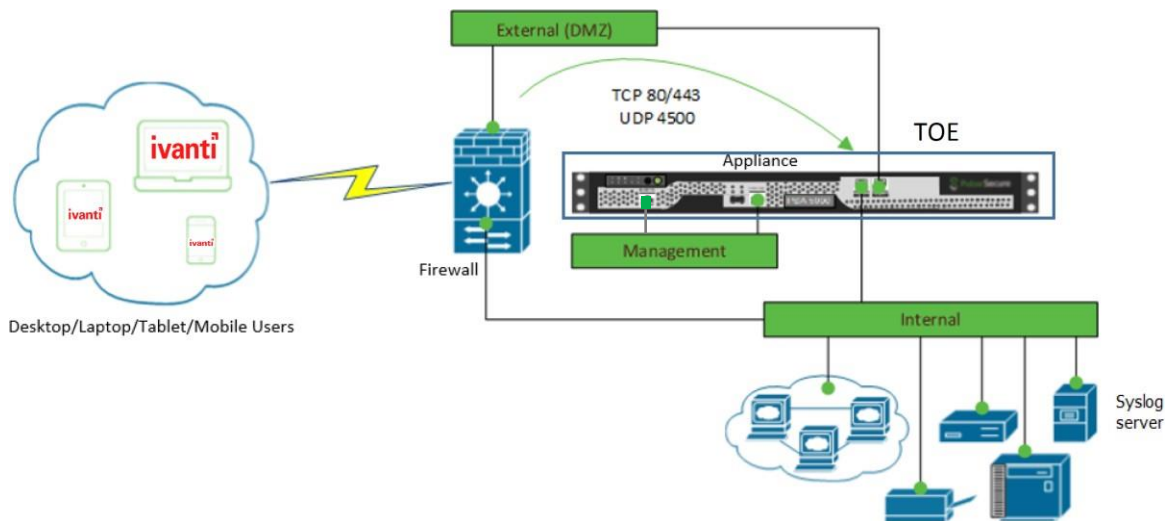 External (DMZ)
TCP 80/443
UDP 4500
TOE
Appliance
ivanti
ivanti
ivanti
Firewall
Management
Desktop/Laptop/Tablet/Mobile Users
Internal
Syslog
server